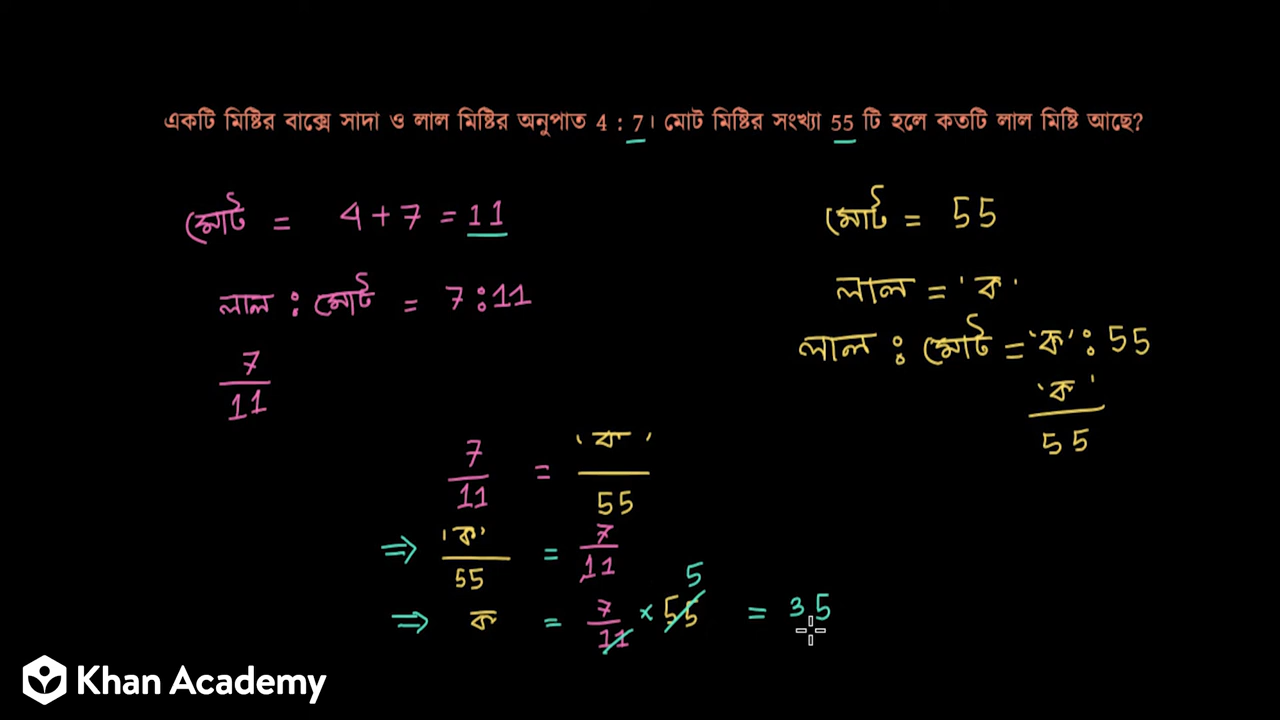 একটি মিষ্টির বাক্সে সাদা ও লাল মিষ্টির অনুপাত 4 : 7। মোট মিষ্টির সংখ্যা 55 টি হলে কতটি লাল মিষ্টি আছে?
মোট = 4 + 7 = 11
লাল : মোট = 7 : 11
7/11
মোট = 55
লাল = 'ক'
লাল : মোট = 'ক' : 55
'ক'/55
7/11 = 'ক'/55
⇒ 'ক'/55 = 7/11
⇒ ক = 7/11 × 55 5 = 35
Khan Academy